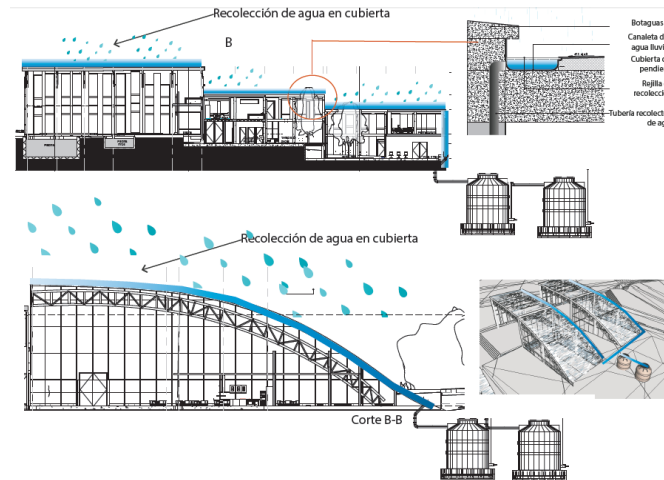 Recolección de agua en cubierta
B
Botaguas
Canaleta d
agua lluvi
Cubierta c
pendie
Rejilla
recolecció
Tubería recolect
de ag
Recolección de agua en cubierta
Corte B-B